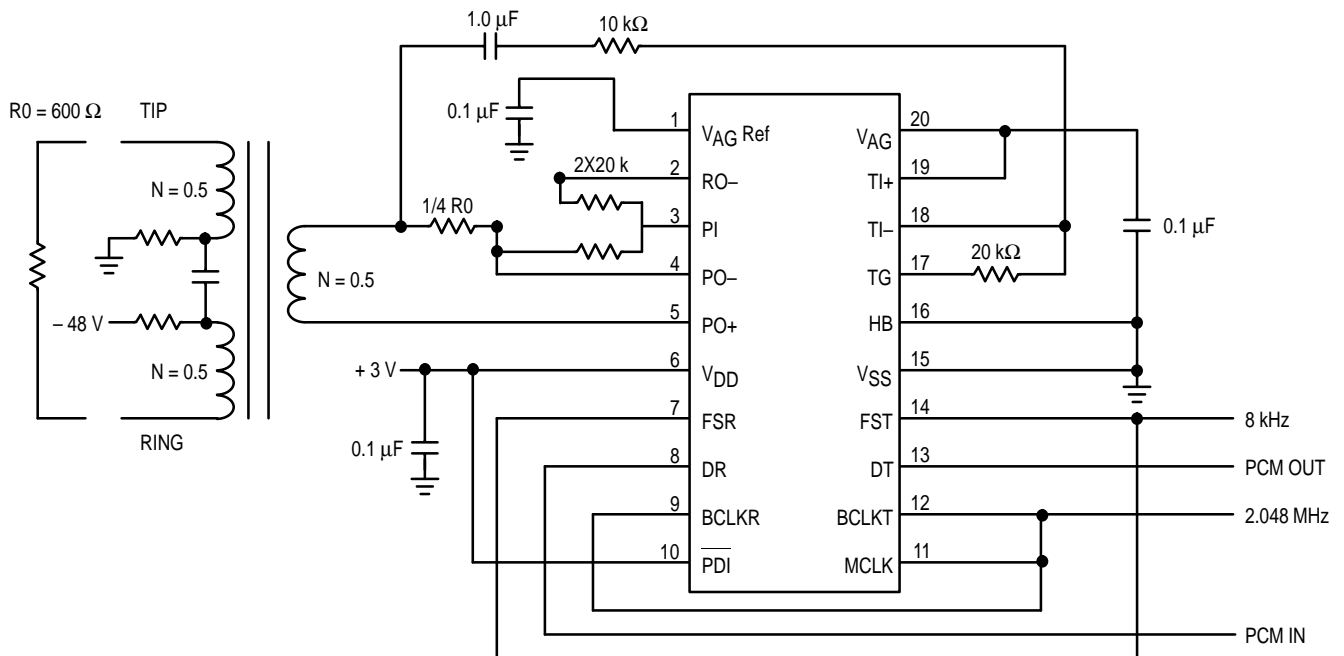 1.0 μF
10 kΩ
0.1 μF
R0 = 600 Ω
TIP
N = 0.5
– 48 V
N = 0.5
RING
N = 0.5
1/4 R0
2X20 k
+ 3 V
0.1 μF
1
VAG Ref
2
RO–
3
PI
4
PO–
5
PO+
6
VDD
7
FSR
8
DR
9
BCLKR
10
PDI
VAG
20
TI+
19
TI–
18
TG
17
20 kΩ
HB
16
VSS
15
FST
14
8 kHz
DT
13
PCM OUT
BCLKT
12
2.048 MHz
MCLK
11
0.1 μF
PCM IN